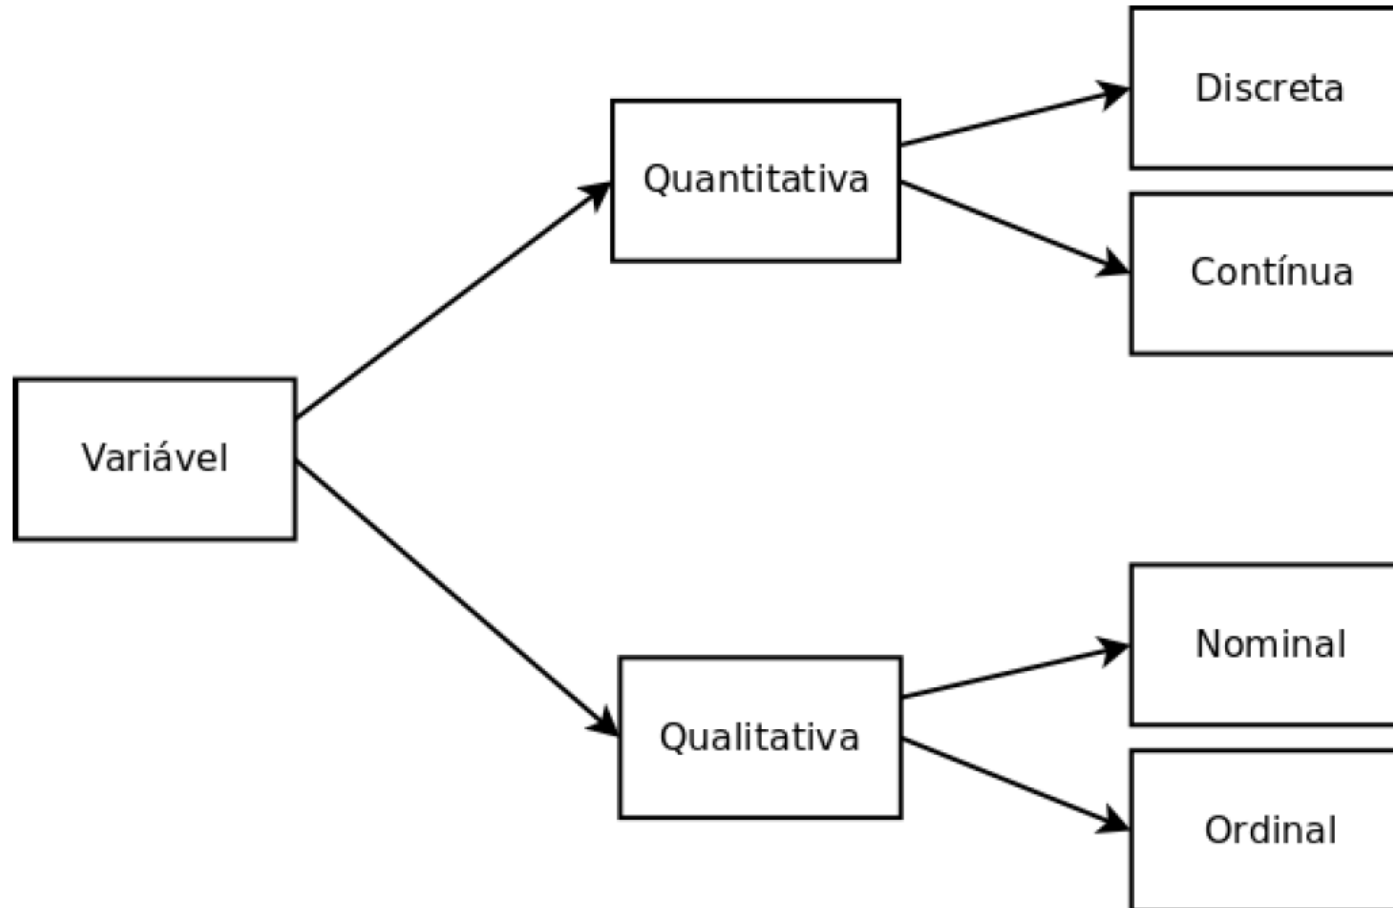 Discreta
Quantitativa
Contínua
Variável
Nominal
Qualitativa
Ordinal